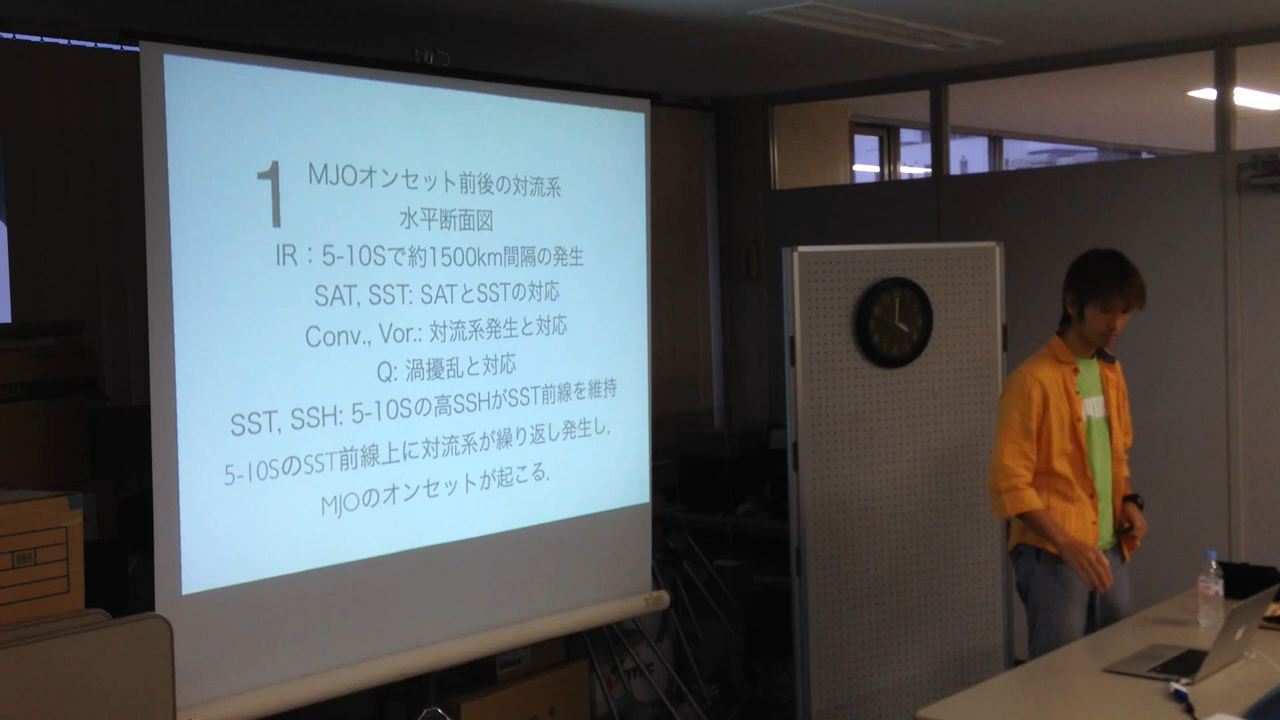 1
MJOオンセット前後の対流系
水平断面図
IR：5-10Sで約1500km間隔の発生
SAT, SST: SATとSSTの対応
Conv., Vor.: 対流系発生と対応
Q: 渦擾乱と対応
SST, SSH: 5-10Sの高SSHがSST前線を維持
5-10SのSST前線上に対流系が繰り返し発生し,
MJOのオンセットが起こる.